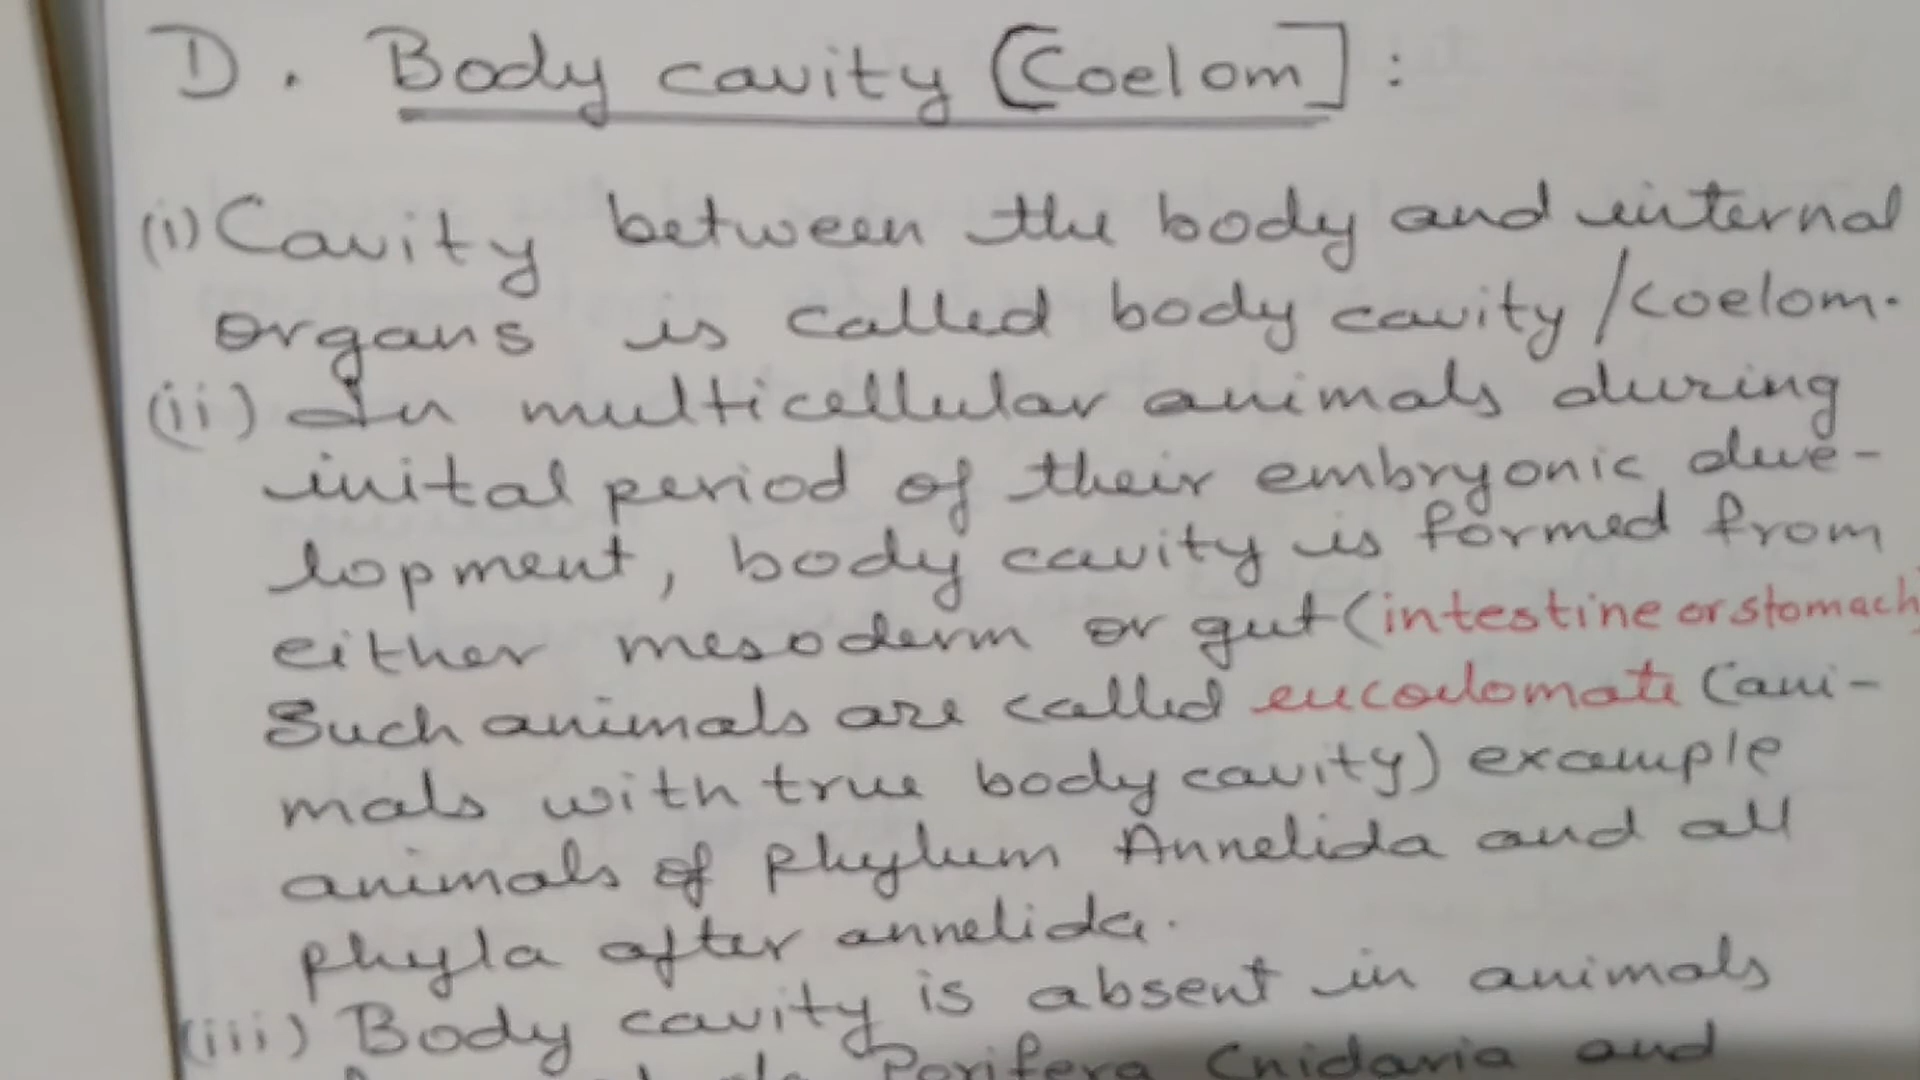 D. Body cavity [Coelom]:
(i) Cavity between the body and internal
organs is called body cavity /coelom.
(ii) In multicellular animals during
inital period of their embryonic deve-
lopment, body cavity is formed from
either mesoderm or gut (intestine or stomach)
Such animals are called eucoelomate (ani-
mals with true body cavity) example
animals of phylum Annelida and all
phyla after annelida.
(iii) Body cavity is absent in animals
Porifera Cnidaria and